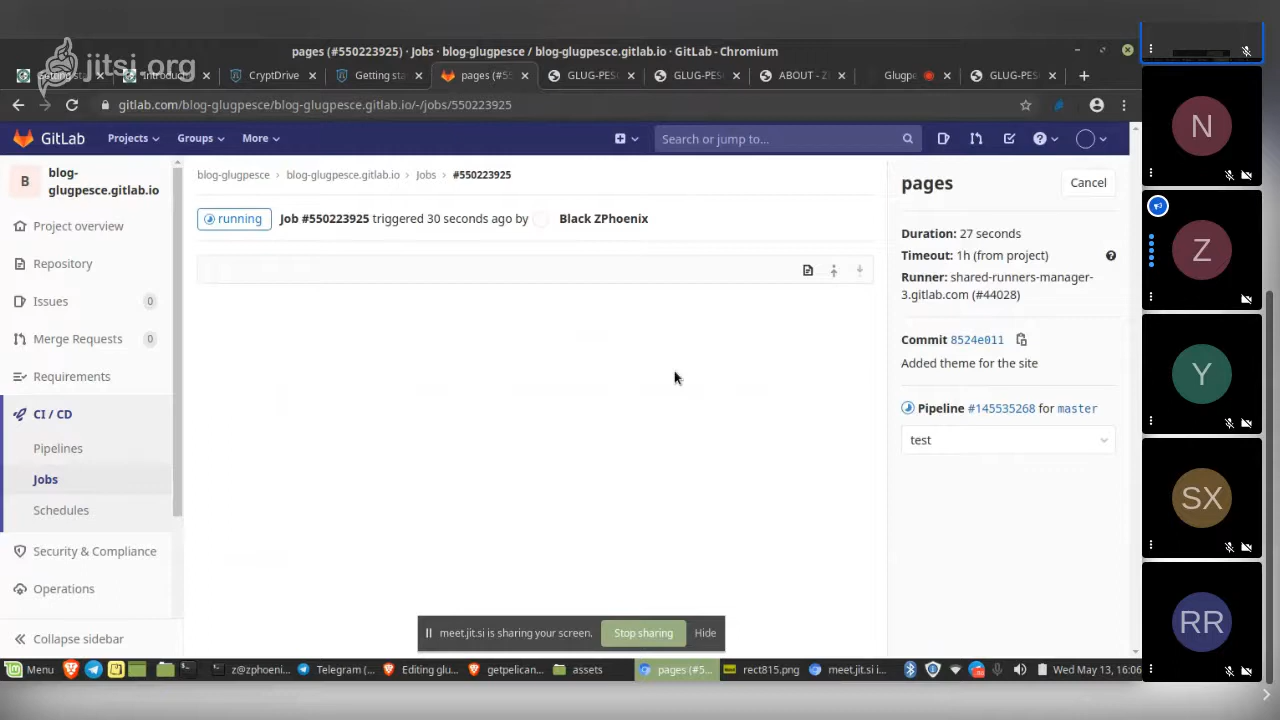 jitsi.org
pages (#550223925) · Jobs · blog-glugpesce / blog-glugpesce.gitlab.io · GitLab - Chromium
CryptDrive
Getting sta
pages (#5
GLUG-PES
GLUG-PES
ABOUT - Z
Glugp
GLUG-PES
gitlab.com/blog-glugpesce/blog-glugpesce.gitlab.io/-/jobs/550223925
GitLab
Projects
Groups
More
Search or jump to...
B
blog-
glugpesce.gitlab.io
Project overview
Repository
Issues
0
Merge Requests
0
Requirements
CI / CD
Pipelines
Jobs
Schedules
Security & Compliance
Operations
Collapse sidebar
blog-glugpesce
blog-glugpesce.gitlab.io
Jobs
#550223925
running
Job #550223925 triggered 30 seconds ago by
Black ZPhoenix
pages
Cancel
Duration: 27 seconds
Timeout: 1h (from project)
Runner: shared-runners-manager-
3.gitlab.com (#44028)
Commit 8524e011
Added theme for the site
Pipeline #145535268 for master
test
meet.jit.si is sharing your screen.
Stop sharing
Hide
Menu
z@zphoeni...
Telegram (...
Editing glu...
getpelican...
assets
pages (#5...
rect815.png
meet.jit.si i...
Wed May 13, 16:06
N
Z
Y
SX
RR